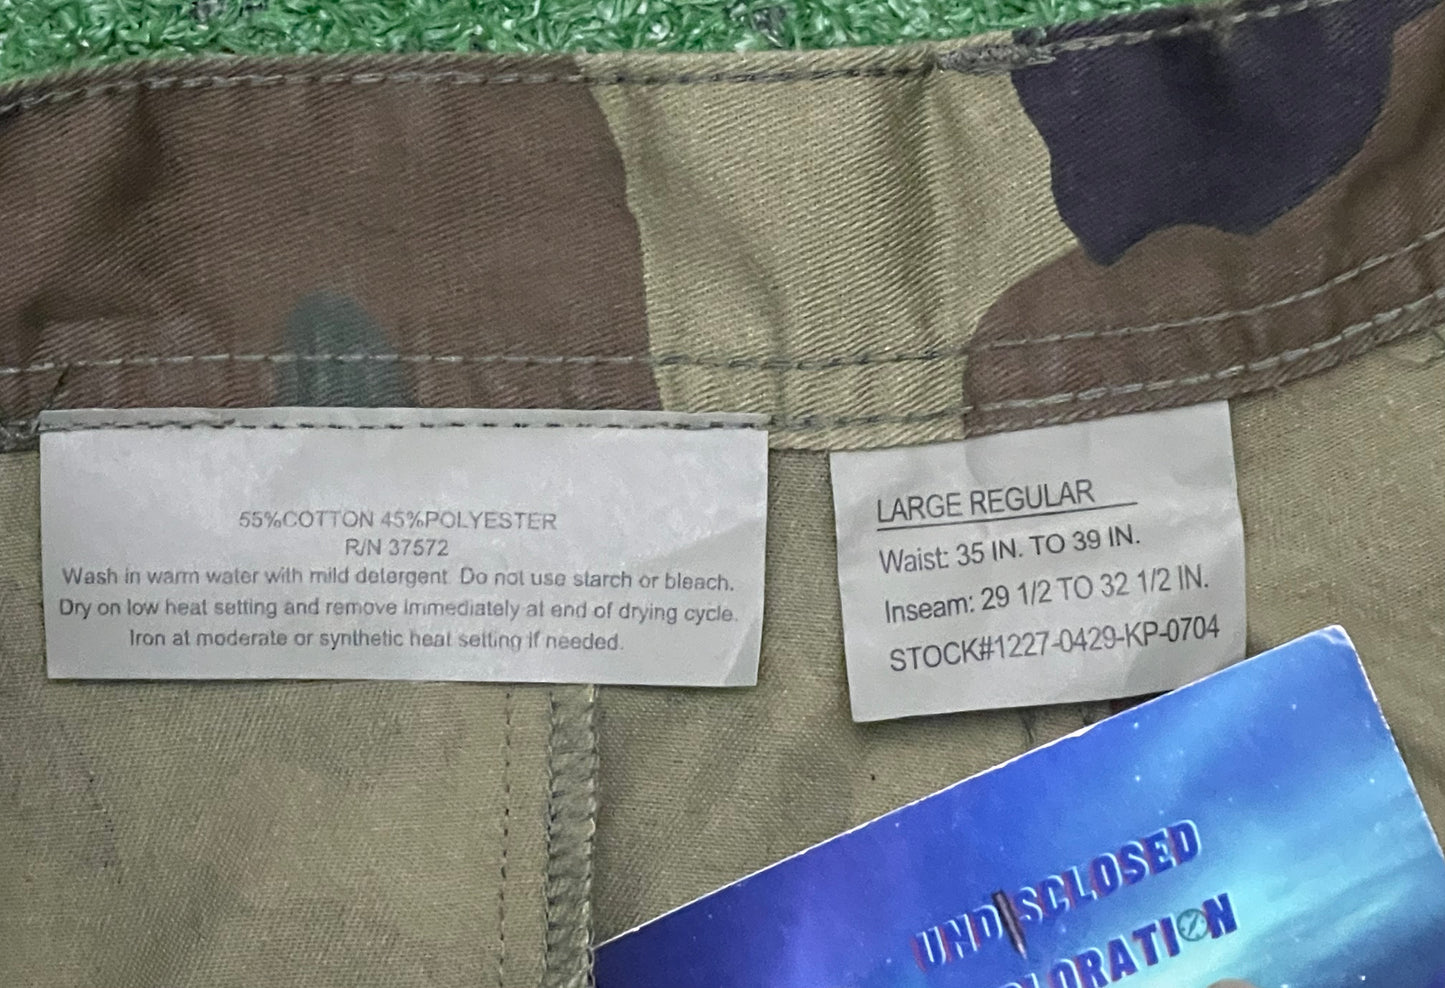 55%COTTON 45%POLYESTER
R/N 37572
Wash in warm water with mild detergent. Do not use starch or bleach.
Dry on low heat setting and remove immediately at end of drying cycle.
Iron at moderate or synthetic heat setting if needed.
LARGE REGULAR
Waist: 35 IN. TO 39 IN.
Inseam: 29 1/2 TO 32 1/2 IN.
STOCK#1227-0429-KP-0704
UNDISCLOSED
LORATION